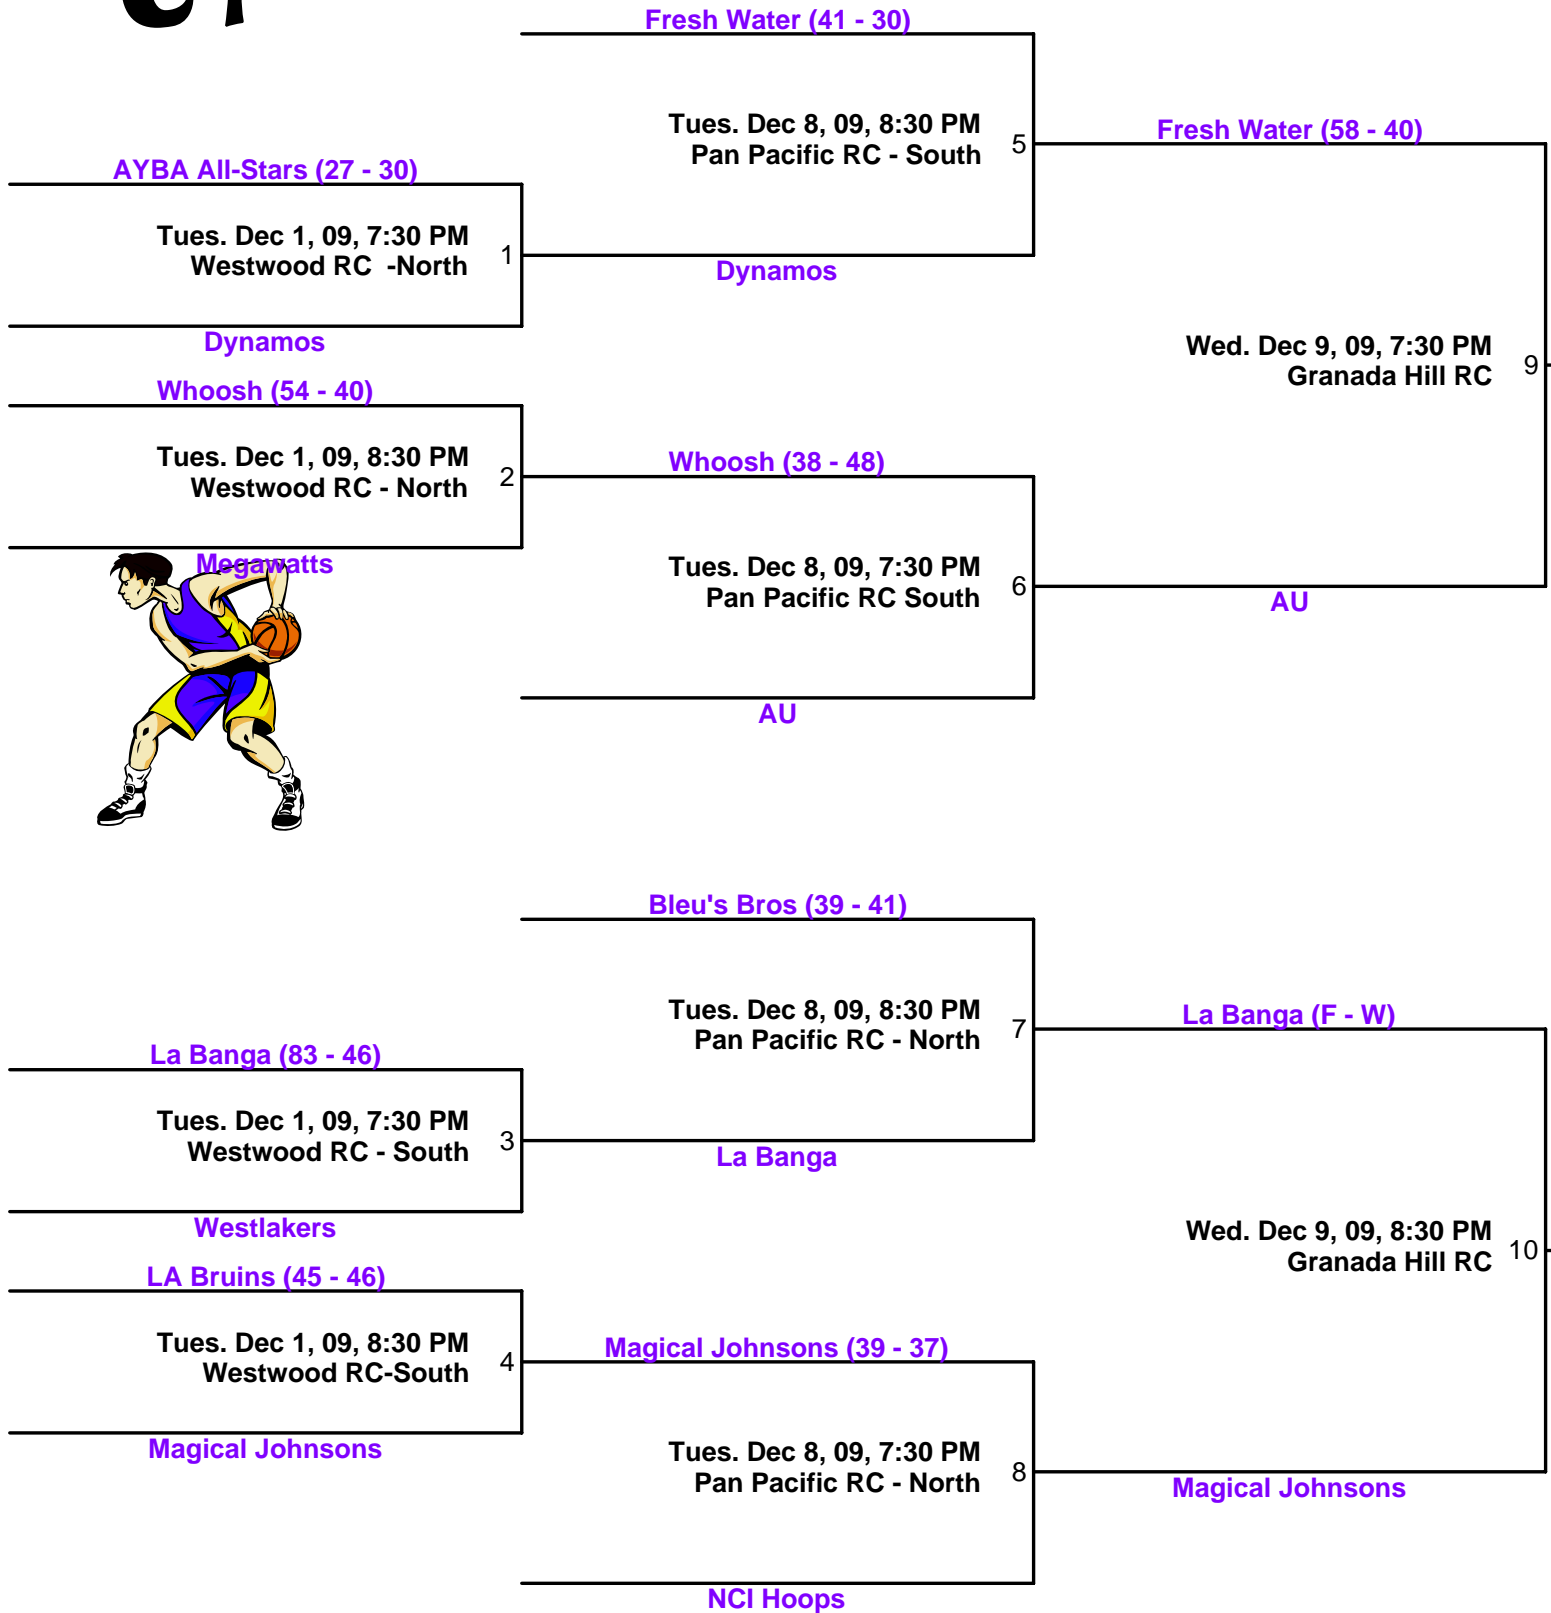 Fresh Water (41 - 30)
Tues. Dec 8, 09, 8:30 PM
Pan Pacific RC - South
5
Fresh Water (58 - 40)
AYBA All-Stars (27 - 30)
Tues. Dec 1, 09, 7:30 PM
Westwood RC  -North
1
Dynamos
Dynamos
Wed. Dec 9, 09, 7:30 PM
Granada Hill RC
9
Whoosh (54 - 40)
Tues. Dec 1, 09, 8:30 PM
Westwood RC - North
2
Whoosh (38 - 48)
Megawatts
Tues. Dec 8, 09, 7:30 PM
Pan Pacific RC South
6
AU
AU
Bleu's Bros (39 - 41)
Tues. Dec 8, 09, 8:30 PM
Pan Pacific RC - North
7
La Banga (F - W)
La Banga (83 - 46)
Tues. Dec 1, 09, 7:30 PM
Westwood RC - South
3
La Banga
Westlakers
Wed. Dec 9, 09, 8:30 PM
Granada Hill RC
10
LA Bruins (45 - 46)
Tues. Dec 1, 09, 8:30 PM
Westwood RC-South
4
Magical Johnsons (39 - 37)
Magical Johnsons
Tues. Dec 8, 09, 7:30 PM
Pan Pacific RC - North
8
Magical Johnsons
NCI Hoops